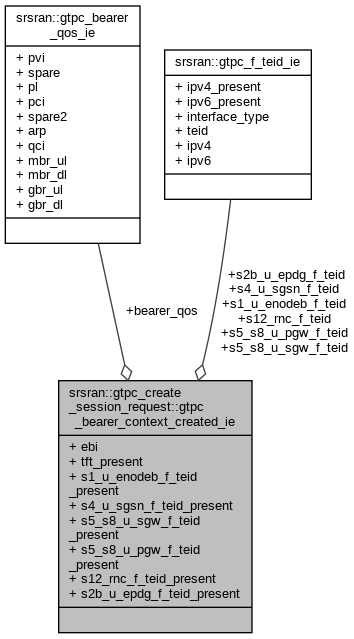 srsran::gtpc_bearer
_qos_ie
+ pvi
+ spare
+ pl
+ pci
+ spare2
+ arp
+ qci
+ mbr_ul
+ mbr_dl
+ gbr_ul
+ gbr_dl
srsran::gtpc_f_teid_ie
+ ipv4_present
+ ipv6_present
+ interface_type
+ teid
+ ipv4
+ ipv6
+bearer_qos
+s2b_u_epdg_f_teid
+s4_u_sgsn_f_teid
+s1_u_enodeb_f_teid
+s12_rnc_f_teid
+s5_s8_u_pgw_f_teid
+s5_s8_u_sgw_f_teid
srsran::gtpc_create
_session_request::gtpc
_bearer_context_created_ie
+ ebi
+ tft_present
+ s1_u_enodeb_f_teid
_present
+ s4_u_sgsn_f_teid_present
+ s5_s8_u_sgw_f_teid
_present
+ s5_s8_u_pgw_f_teid
_present
+ s12_rnc_f_teid_present
+ s2b_u_epdg_f_teid_present